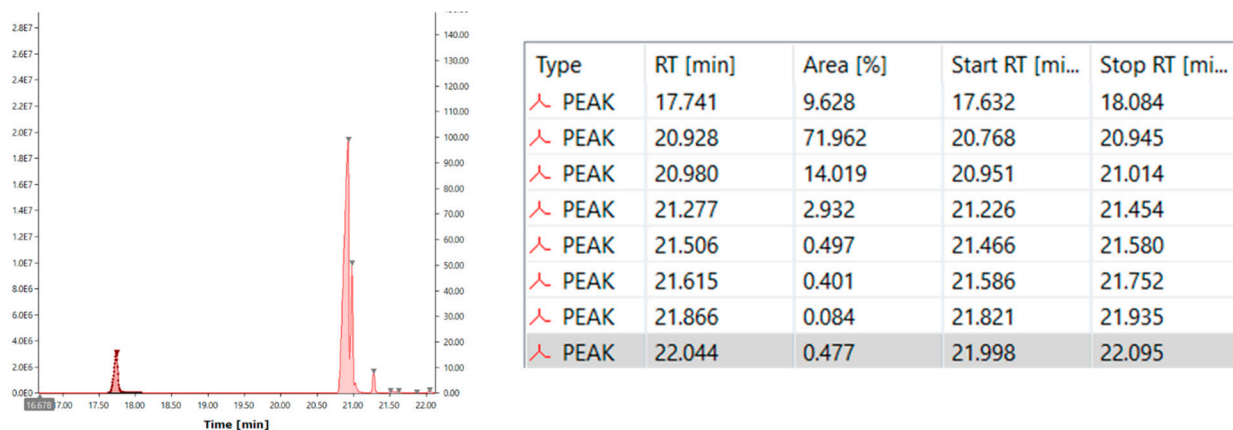 2.8E7
2.6E7
2.4E7
2.2E7
2.0E7
1.8E7
1.6E7
1.4E7
1.2E7
1.0E7
8.0E6
6.0E6
4.0E6
2.0E6
0.0E0
140.00
130.00
120.00
110.00
100.00
90.00
80.00
70.00
60.00
50.00
40.00
30.00
20.00
10.00
0.00
16.678 17.00 17.50 18.00 18.50 19.00 19.50 20.00 20.50 21.00 21.50 22.00
Time [min]
Type RT [min] Area [%] Start RT [mi... Stop RT [mi...
PEAK 17.741 9.628 17.632 18.084
PEAK 20.928 71.962 20.768 20.945
PEAK 20.980 14.019 20.951 21.014
PEAK 21.277 2.932 21.226 21.454
PEAK 21.506 0.497 21.466 21.580
PEAK 21.615 0.401 21.586 21.752
PEAK 21.866 0.084 21.821 21.935
PEAK 22.044 0.477 21.998 22.095